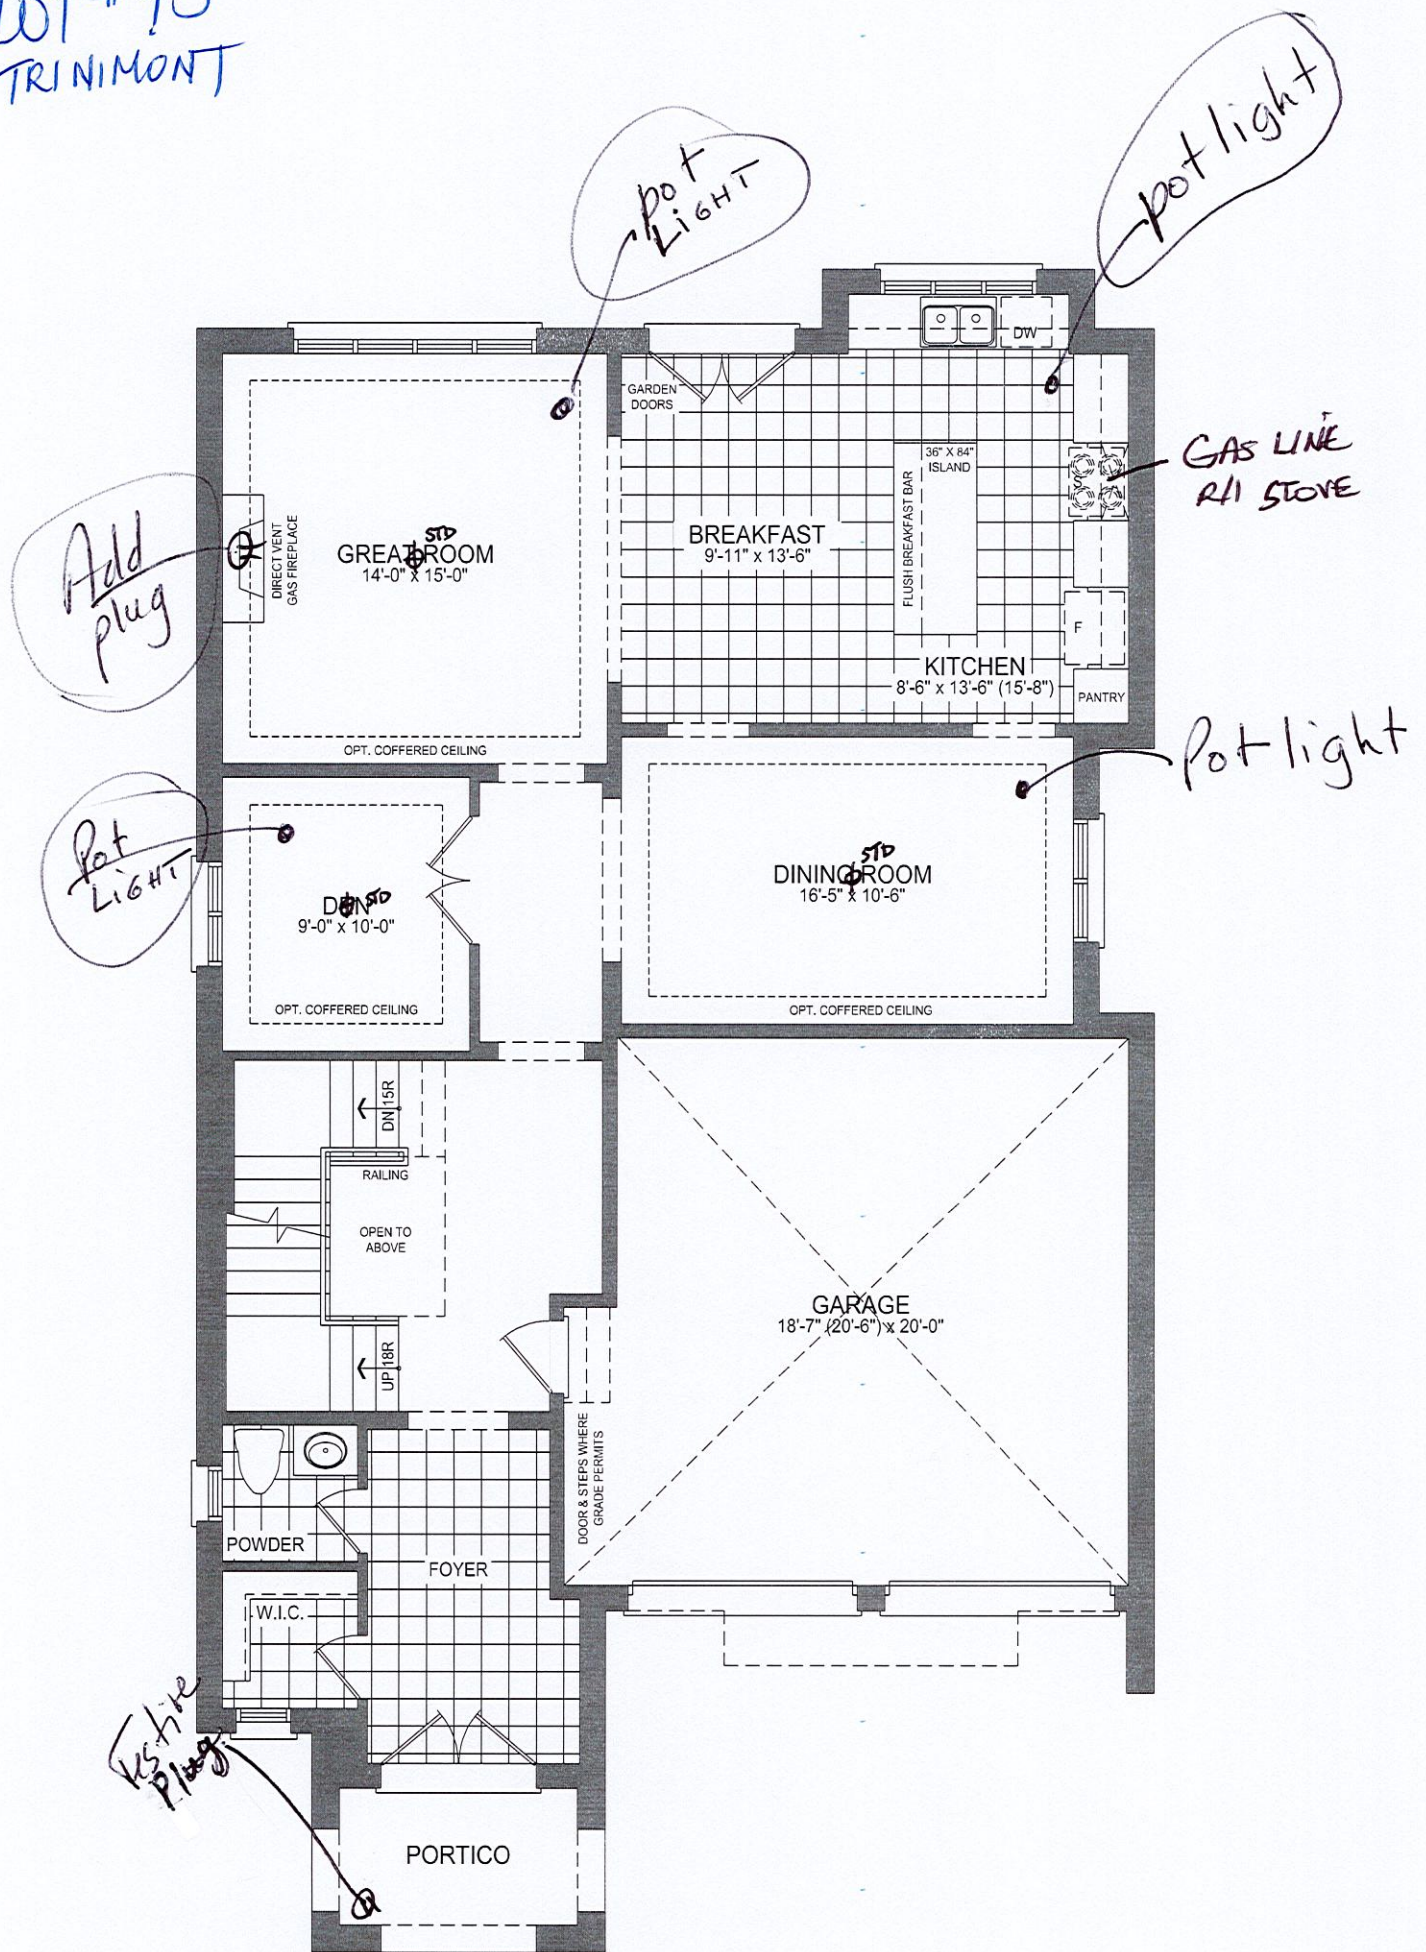 TRINIMONT
pot
LIGHT
potlight
DW
GARDEN
DOORS
36" X 84"
ISLAND
FLUSH BREAKFAST BAR
GAS LINE
R/I STOVE
BREAKFAST
9'-11" x 13'-6"
STD
GREAT ROOM
14'-0" x 15'-0"
DIRECT VENT
GAS FIREPLACE
Add
plug
F
KITCHEN
8'-6" x 13'-6" (15'-8")
PANTRY
OPT. COFFERED CEILING
Pot light
Pot
LIGHT
STD
DEN
9'-0" x 10'-0"
OPT. COFFERED CEILING
STD
DINING ROOM
16'-5" x 10'-6"
OPT. COFFERED CEILING
DN 15R
RAILING
OPEN TO
ABOVE
UP 18R
GARAGE
18'-7" (20'-6") x 20'-0"
DOOR & STEPS WHERE
GRADE PERMITS
POWDER
FOYER
W.I.C.
Festive
Plug
PORTICO